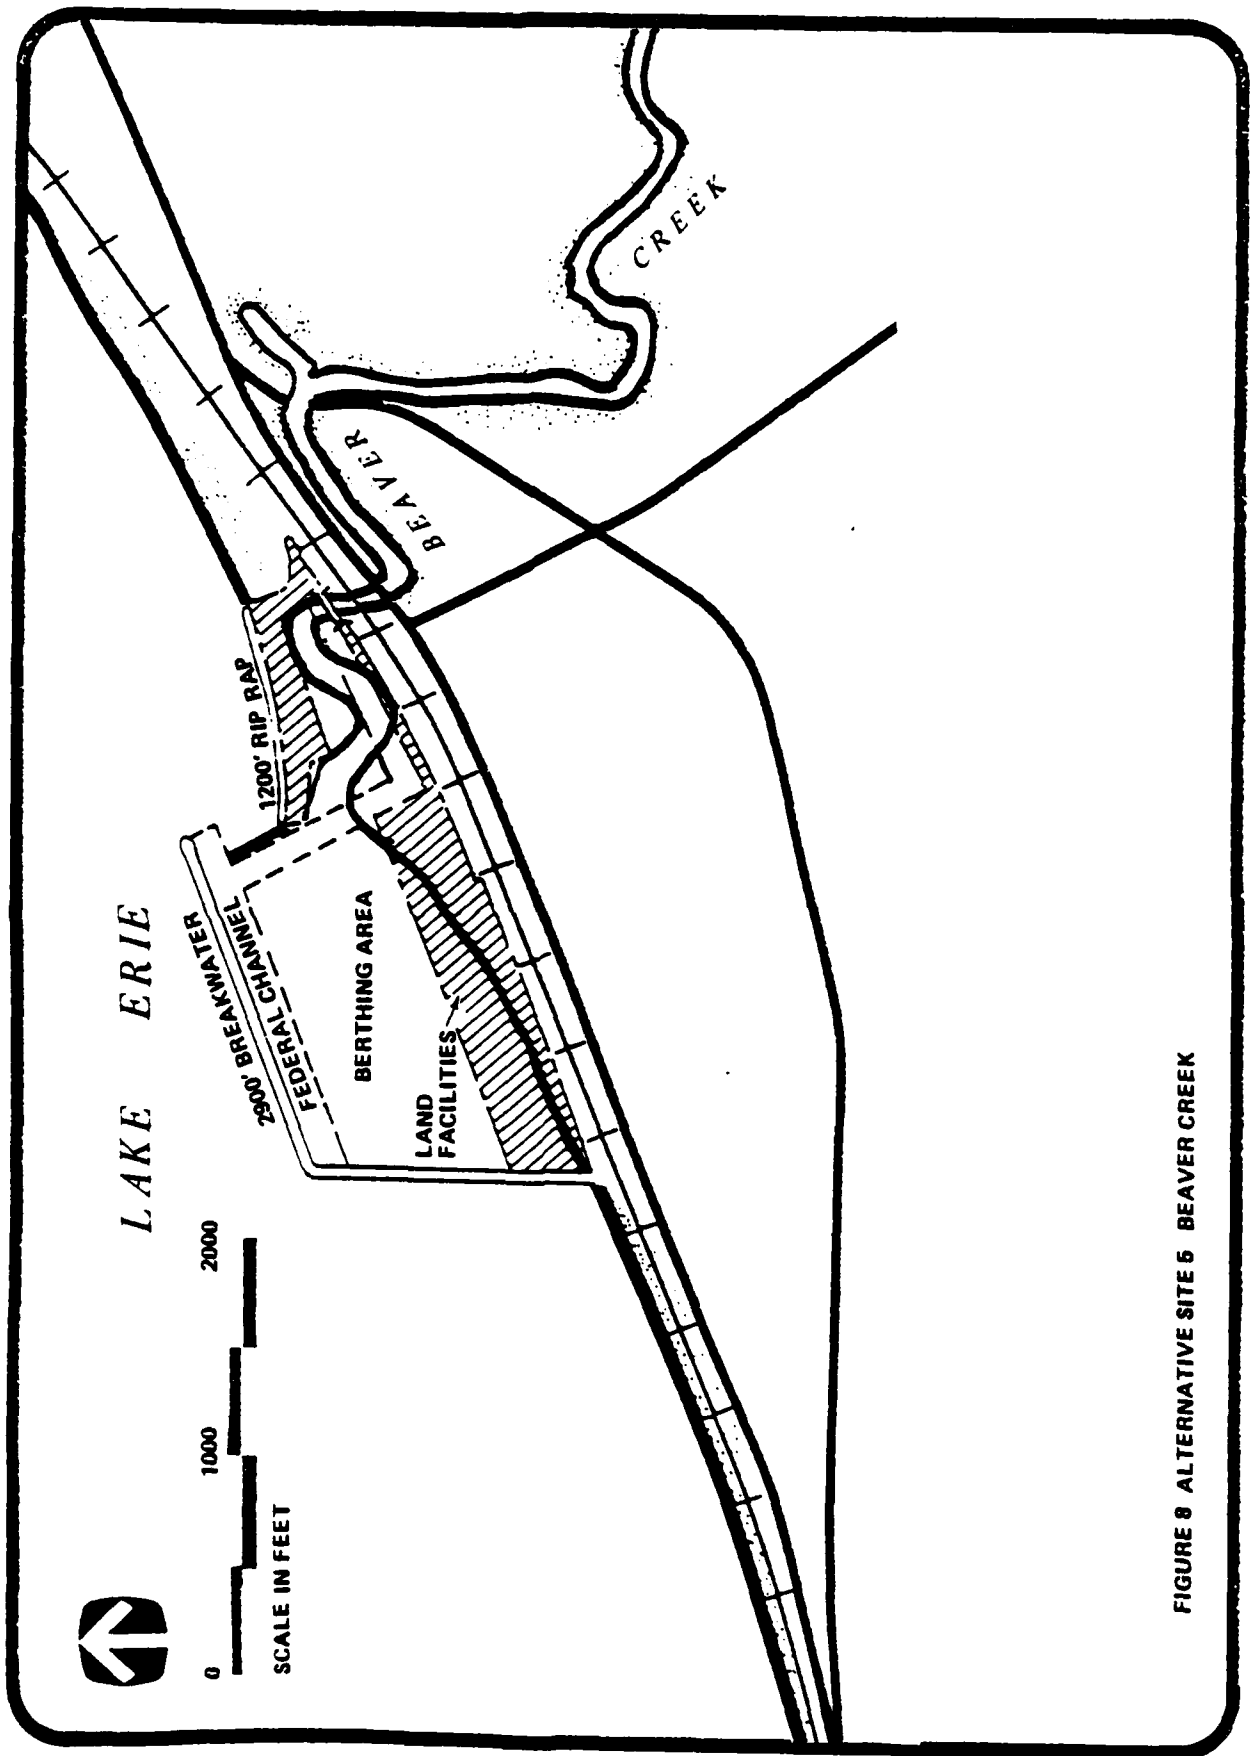 LAKE ERIE
0 1000 2000
SCALE IN FEET
2900' BREAKWATER
FEDERAL CHANNEL
1200' RIP RAP
BERTHING AREA
LAND
FACILITIES
BEAVER
CREEK
FIGURE 8 ALTERNATIVE SITE 5 BEAVER CREEK